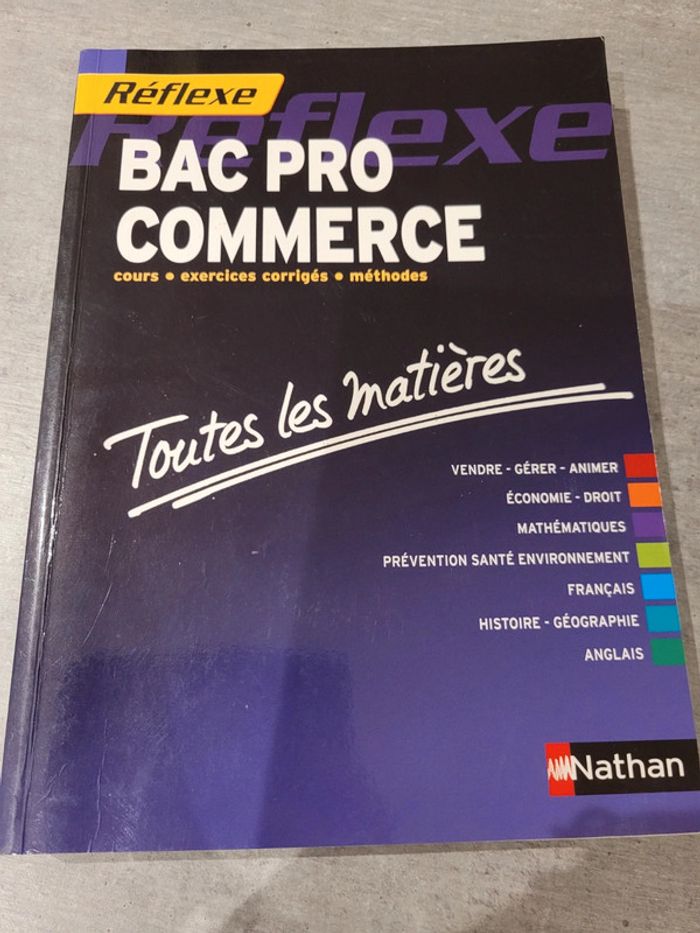 Réflexe
Réflexe
BAC PRO
COMMERCE
cours • exercices corrigés • méthodes
Toutes les matières
VENDRE - GÉRER - ANIMER
ÉCONOMIE - DROIT
MATHÉMATIQUES
PRÉVENTION SANTÉ ENVIRONNEMENT
FRANÇAIS
HISTOIRE - GÉOGRAPHIE
ANGLAIS
Nathan